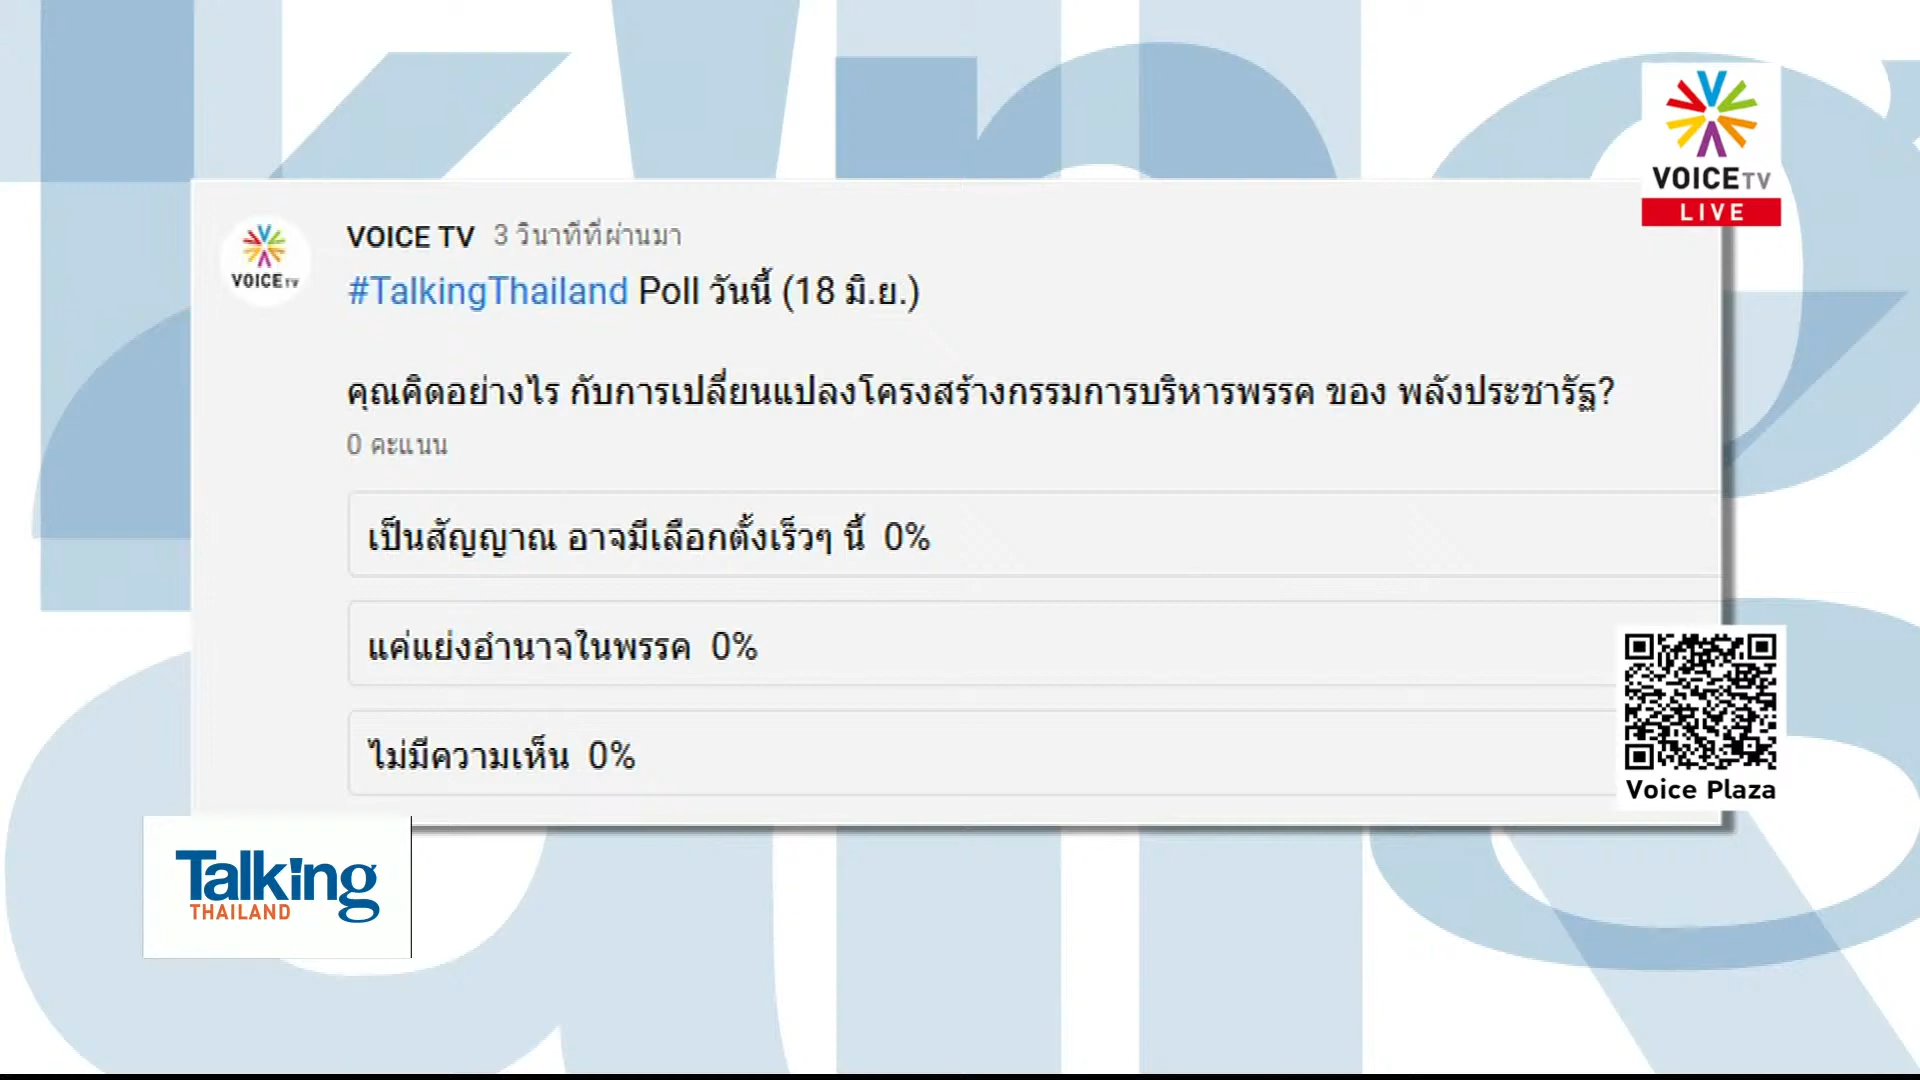 VOICE TV
LIVE
VOICE TV
VOICE TV 3 วินาทีที่ผ่านมา
#TalkingThailand Poll วันนี้ (18 มิ.ย.)
คุณคิดอย่างไร กับการเปลี่ยนแปลงโครงสร้างกรรมการบริหารพรรค ของ พลังประชารัฐ?
0 คะแนน
เป็นสัญญาณ อาจมีเลือกตั้งเร็วๆ นี้ 0%
แค่แย่งอำนาจในพรรค 0%
ไม่มีความเห็น 0%
Voice Plaza
Talking
THAILAND